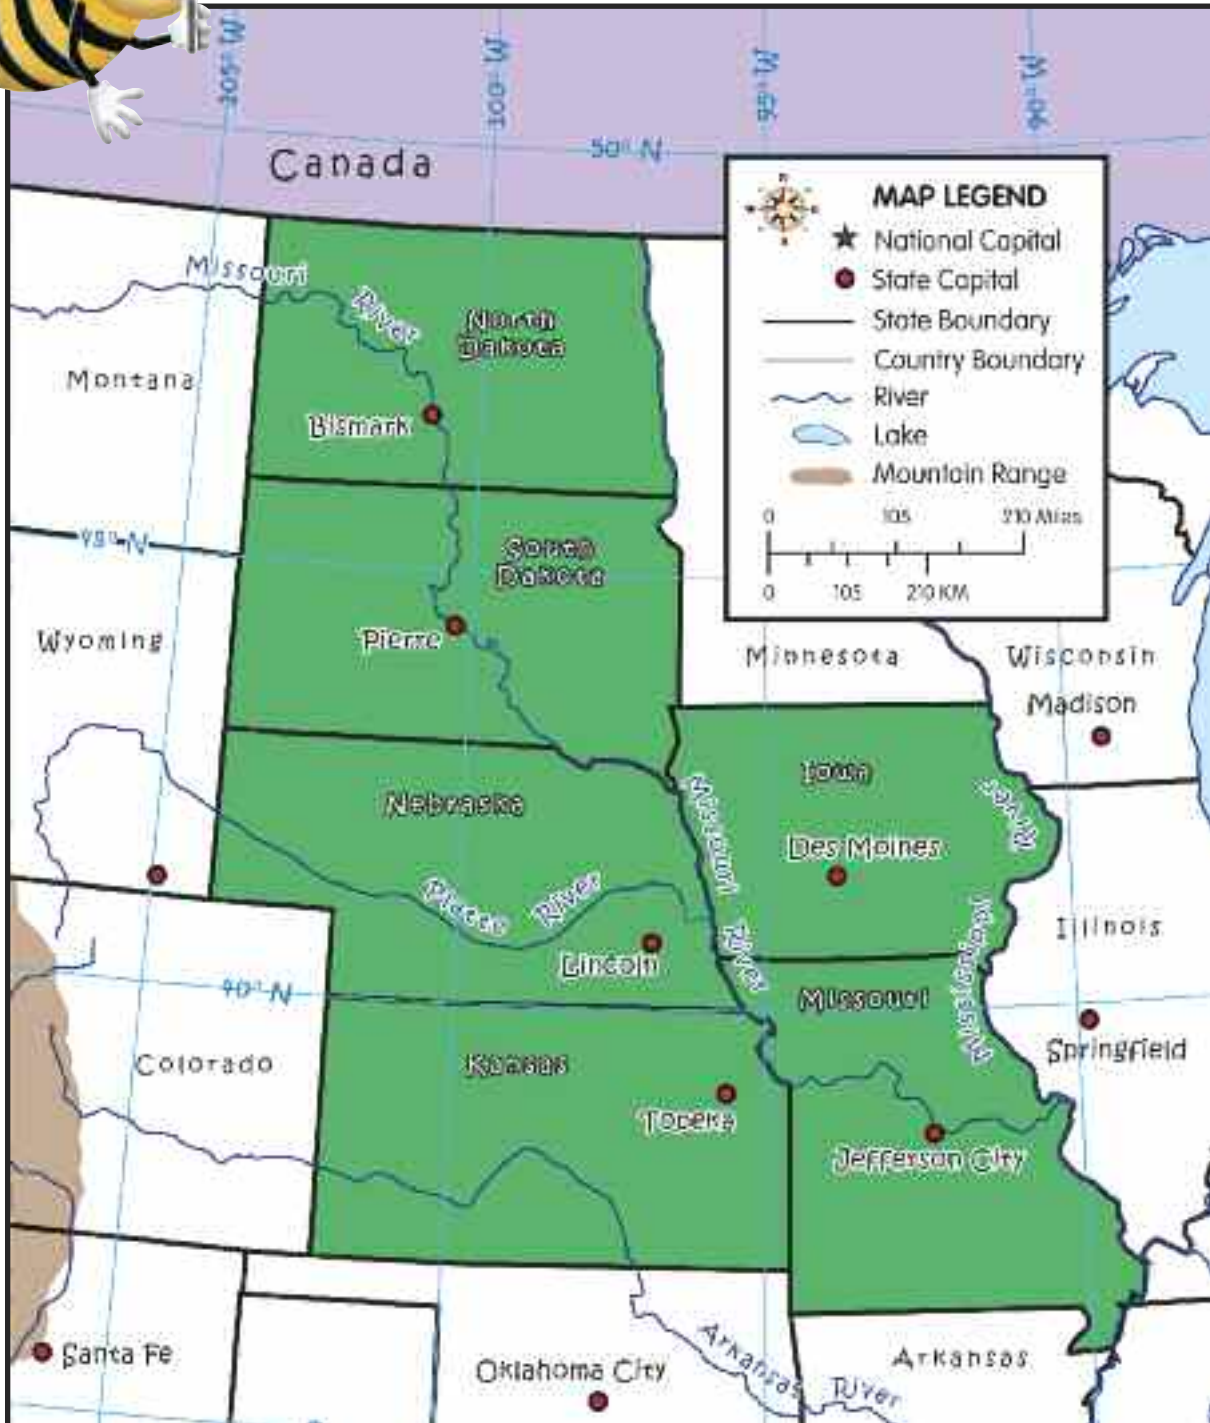 105° W
100° W
95° W
90° W
50° N
Canada
MAP LEGEND
National Capital
State Capital
State Boundary
Country Boundary
River
Lake
Mountain Range
0 105 210 Miles
0 105 210 KM
Missouri
River
North
Dakota
Montana
Bismark
45° N
South
Dakota
Wyoming
Pierre
Minnesota
Wisconsin
Madison
Iowa
Nebraska
Missouri
River
River
Des Moines
Platte
River
Mississippi
Illinois
Lincoln
40° N
Missouri
Springfield
Colorado
Kansas
Topeka
Jefferson City
Santa Fe
Oklahoma City
Arkansas
River
Arkansas